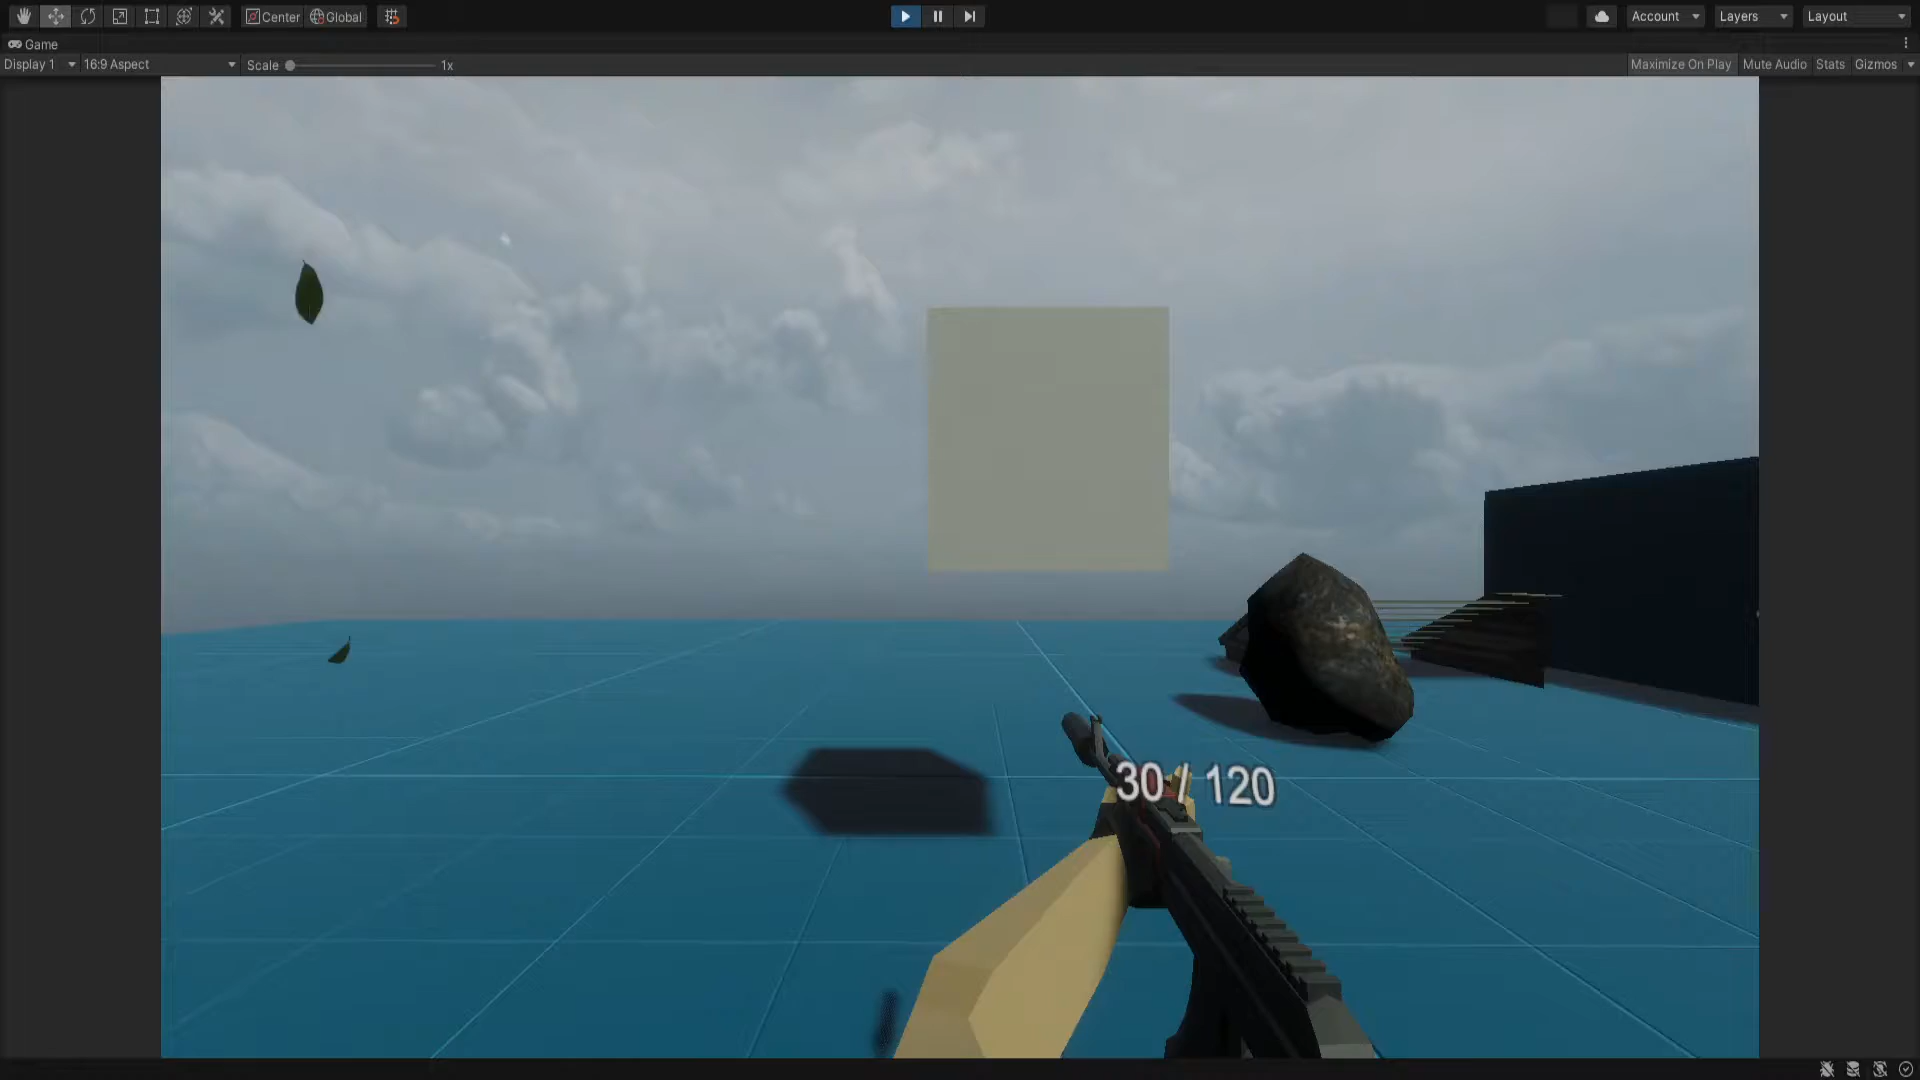 Center Global Account Layers Layout
Game
Display 1 16:9 Aspect Scale 1x Maximize On Play Mute Audio Stats Gizmos
30 / 120